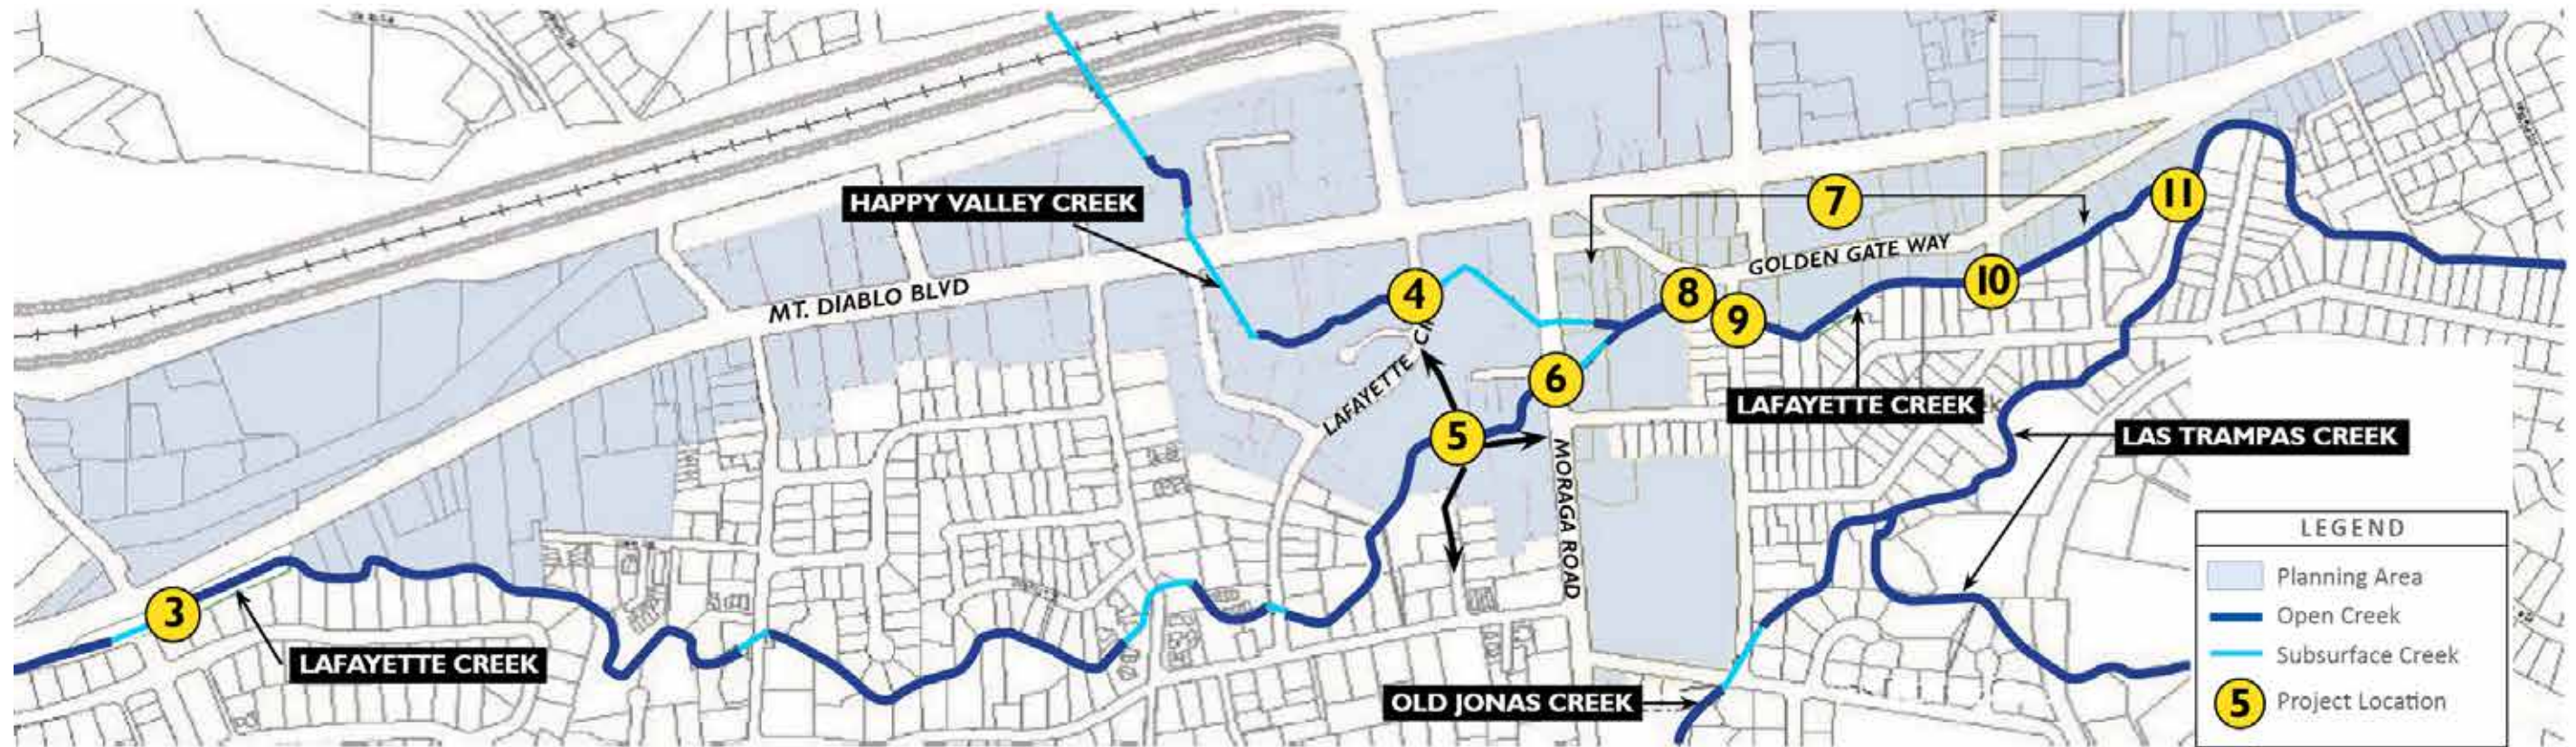 7
11
HAPPY VALLEY CREEK
GOLDEN GATE WAY
MT. DIABLO BLVD
4
8
10
9
LAFAYETTE CI
6
LAFAYETTE CREEK
5
LAS TRAMPAS CREEK
MORAGA ROAD
3
LAFAYETTE CREEK
OLD JONAS CREEK
LEGEND
Planning Area
Open Creek
Subsurface Creek
5 Project Location